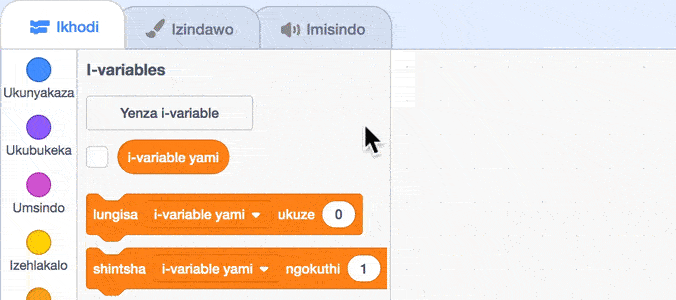 Ikhodi Izindawo Imisindo
I-variables
Yenza i-variable
i-variable yami
lungisa i-variable yami ukuze 0
shintsha i-variable yami ngokuthi 1
Ukunyakaza
Ukubukeka
Umsindo
Izehlakalo